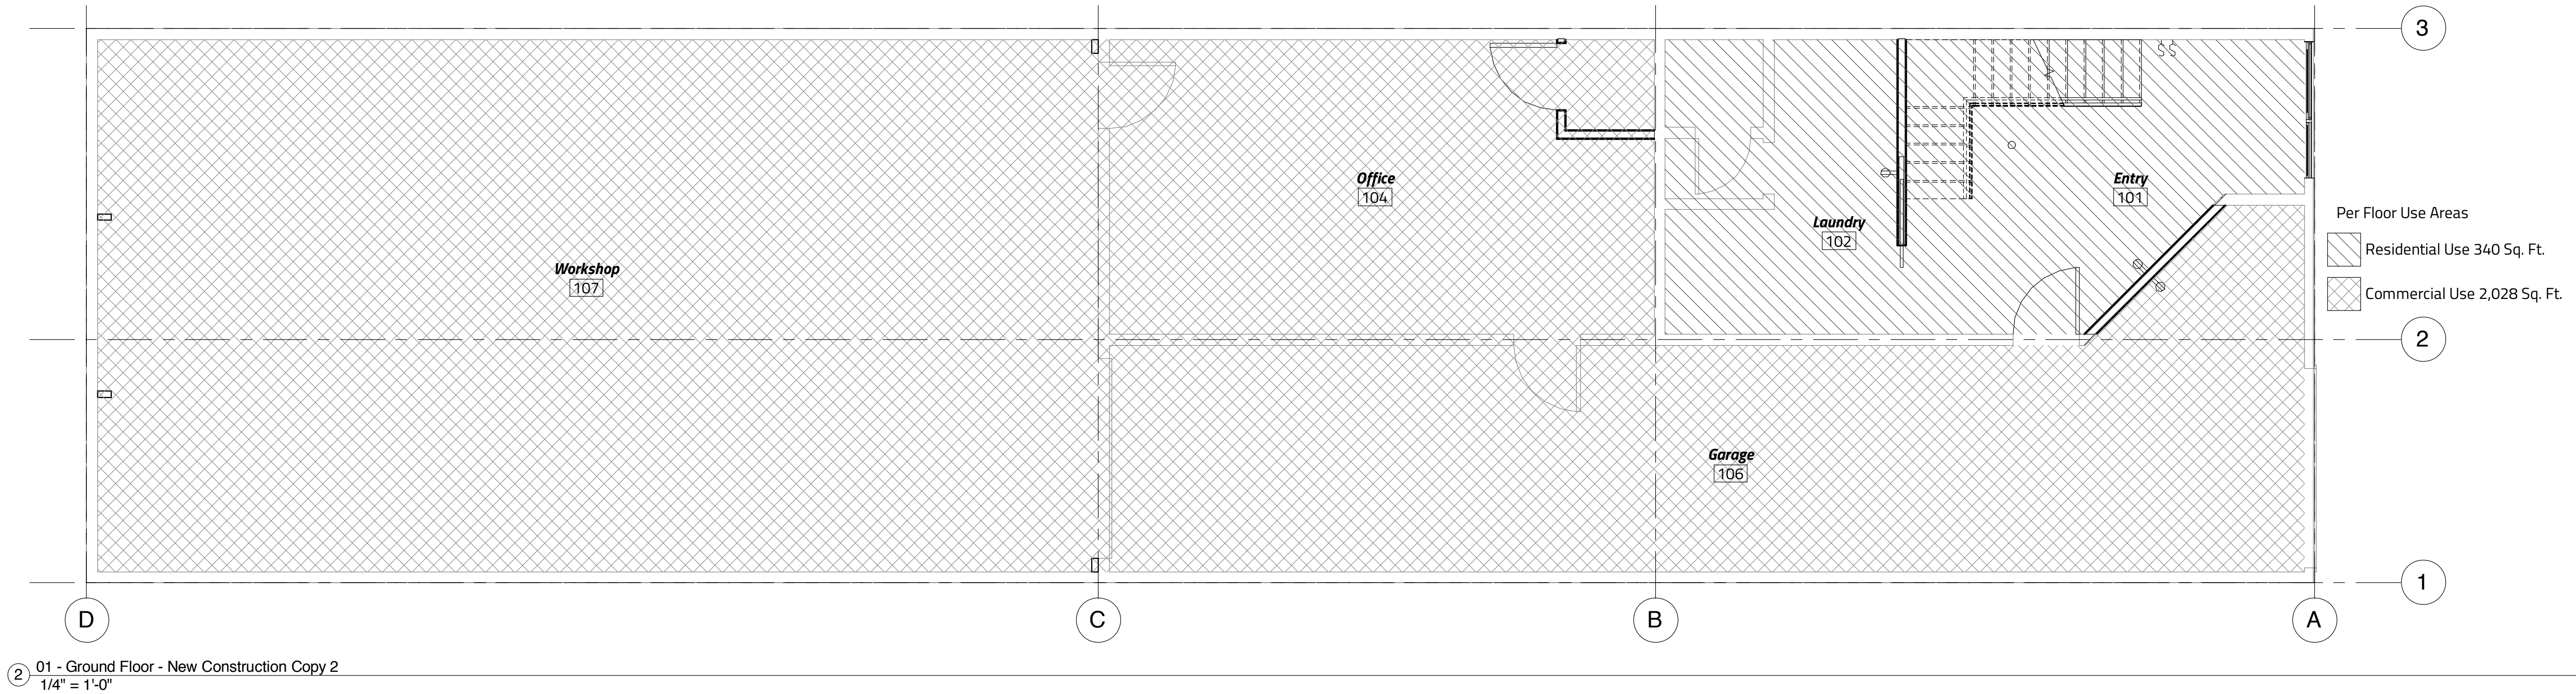 3
Office
104
Entry
101
Laundry
102
Per Floor Use Areas
Residential Use 340 Sq. Ft.
Commercial Use 2,028 Sq. Ft.
Workshop
107
2
Garage
106
1
D
C
B
A
2
01 - Ground Floor - New Construction Copy 2
1/4" = 1'-0"